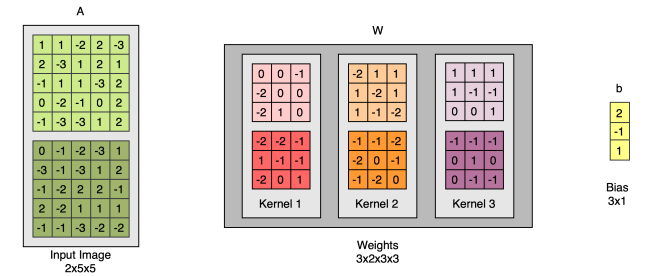 A
1 1 -2 2 -3
2 -3 1 2 1
-1 1 1 -3 2
0 -2 -1 0 2
-1 -3 -3 1 2
0 -1 -2 -3 1
-3 -1 -3 1 2
-1 -2 2 2 -1
2 -2 1 1 1
-1 -1 -3 -2 -2
Input Image
2x5x5
W
0 0 -1
-2 0 0
-2 1 0
-2 -2 -1
1 -1 -1
-2 0 1
Kernel 1
-2 1 1
1 -2 1
1 -1 -2
-1 -1 -2
-2 0 -1
-2 -1 0
Kernel 2
1 1 1
1 -1 -1
0 0 1
-1 -1 -1
0 1 0
0 -1 -1
Kernel 3
Weights
3x2x3x3
b
2
-1
1
Bias
3x1